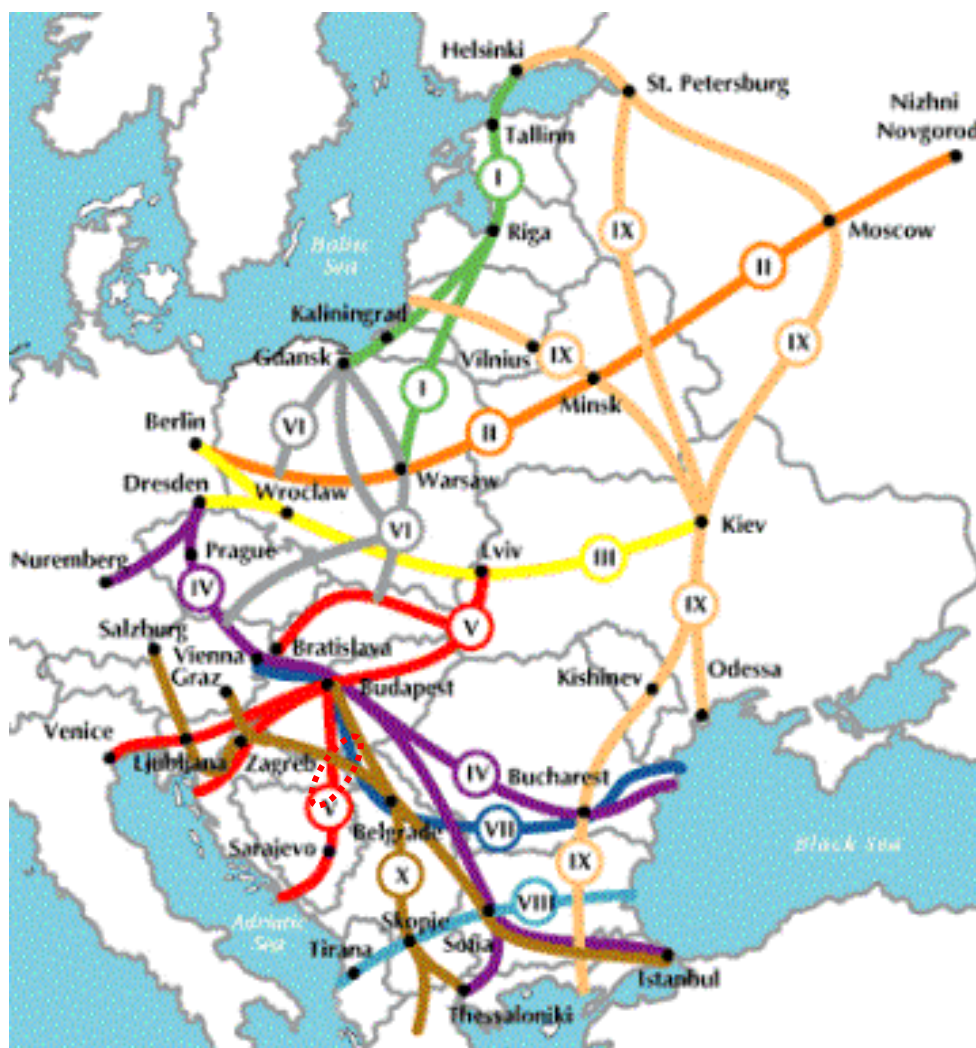 Helsinki
St. Petersburg
Nizhni
Novgorod
Tallinn
I
Riga
IX
Moscow
Baltic
Sea
II
Kaliningrad
Gdansk
Vilnius
IX
IX
I
Minsk
VI
Berlin
II
Warsaw
Dresden
Wroclaw
VI
Kiev
Lviv
III
Nuremberg
Prague
IV
IX
V
Salzburg
Bratislava
Vienna
Graz
Budapest
Kishinev
Odessa
Venice
Ljubljana
Zagreb
IV
Bucharest
V
Belgrade
VII
Sarajevo
Black Sea
IX
X
VIII
Adriatic
Sea
Skopje
Tirana
Sofia
Istanbul
Thessaloniki